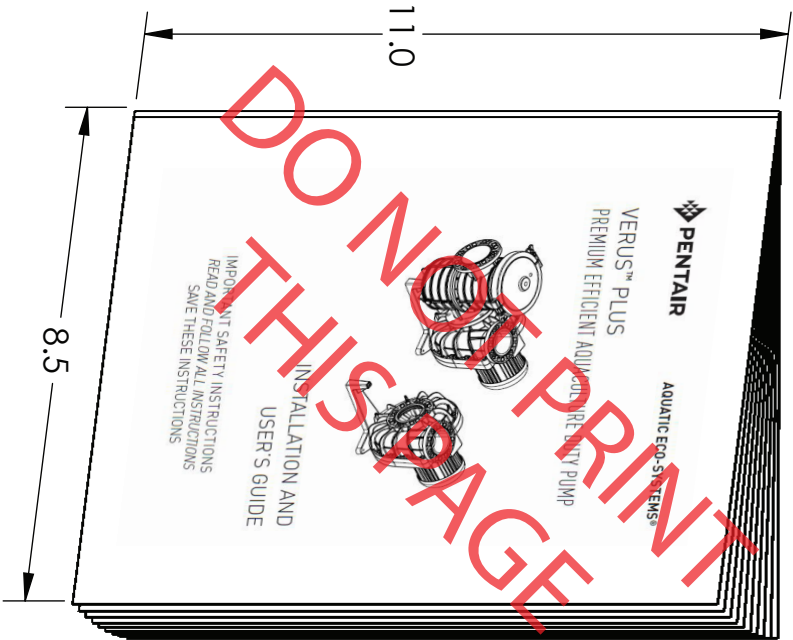 11.0
8.5
PENTAIR
AQUATIC ECO-SYSTEMS®
VERUS™ PLUS
PREMIUM EFFICIENT AQUACULTURE DUTY PUMP
INSTALLATION AND
USER'S GUIDE
IMPORTANT SAFETY INSTRUCTIONS
READ AND FOLLOW ALL INSTRUCTIONS
SAVE THESE INSTRUCTIONS
DO NOT PRINT
THIS PAGE